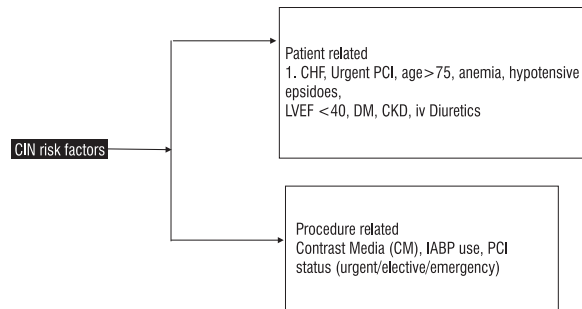 Patient related
1. CHF, Urgent PCI, age>75, anemia, hypotensive
epsidoes,
LVEF <40, DM, CKD, iv Diuretics
CIN risk factors
Procedure related
Contrast Media (CM), IABP use, PCI
status (urgent/elective/emergency)